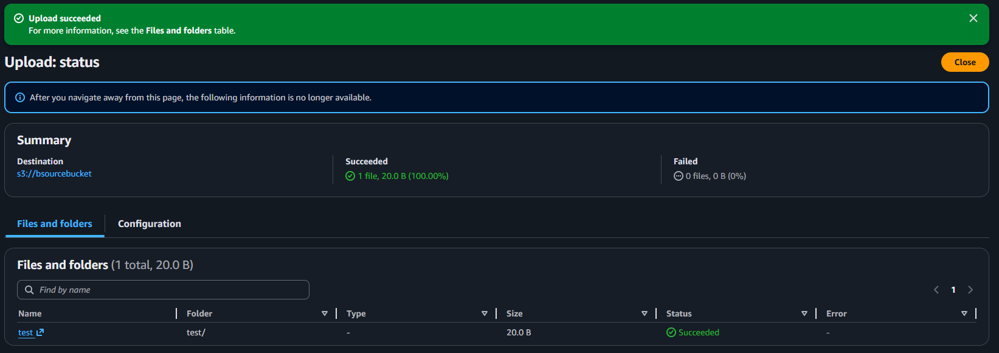 Upload succeeded
For more information, see the Files and folders table.
Upload: status
Close
After you navigate away from this page, the following information is no longer available.
Summary
Destination
s3://bsourcebucket
Succeeded
1 file, 20.0 B (100.00%)
Failed
0 files, 0 B (0%)
Files and folders
Configuration
Files and folders (1 total, 20.0 B)
Find by name
1
Name Folder Type Size Status Error
test test/ - 20.0 B Succeeded -